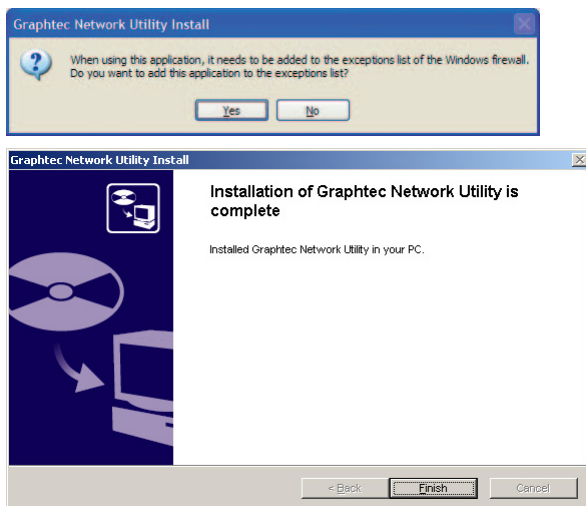 Graphtec Network Utility Install
When using this application, it needs to be added to the exceptions list of the Windows firewall.
Do you want to add this application to the exceptions list?
Yes No
Graphtec Network Utility Install
Installation of Graphtec Network Utility is
complete
Installed Graphtec Network Utility in your PC.
< Back Finish Cancel